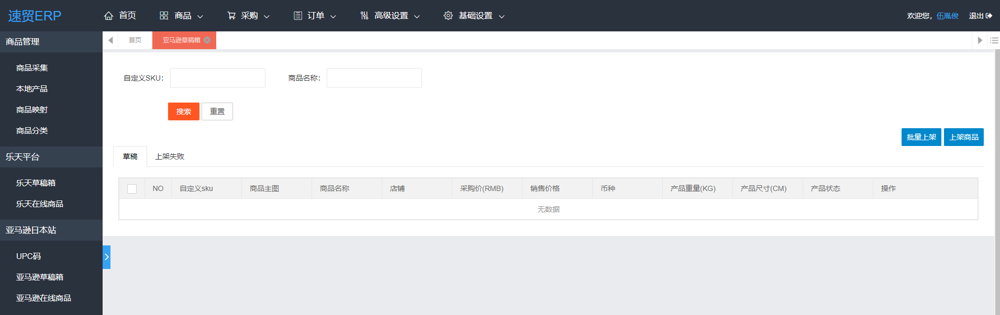 速贸ERP
首页
商品
采购
订单
高级设置
基础设置
欢迎您，伍胤俊
退出
商品管理
商品采集
本地产品
商品映射
商品分类
乐天平台
乐天草稿箱
乐天在线商品
亚马逊日本站
UPC码
亚马逊草稿箱
亚马逊在线商品
首页
亚马逊草稿箱
自定义SKU：
商品名称：
搜索
重置
批量上架
上架商品
草稿
上架失败
NO
自定义sku
商品主图
商品名称
店铺
采购价(RMB)
销售价格
币种
产品重量(KG)
产品尺寸(CM)
产品状态
操作
无数据